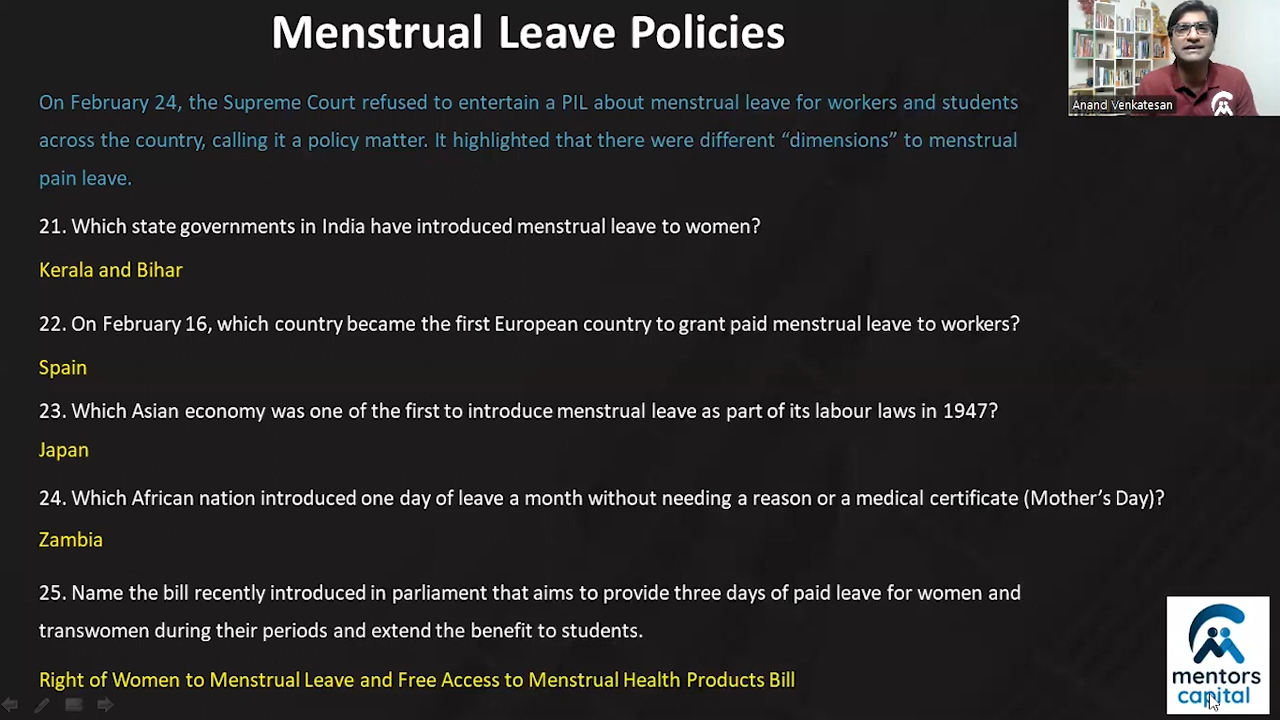 Menstrual Leave Policies
Anand Venkatesan
On February 24, the Supreme Court refused to entertain a PIL about menstrual leave for workers and students
across the country, calling it a policy matter. It highlighted that there were different “dimensions” to menstrual
pain leave.
21. Which state governments in India have introduced menstrual leave to women?
Kerala and Bihar
22. On February 16, which country became the first European country to grant paid menstrual leave to workers?
Spain
23. Which Asian economy was one of the first to introduce menstrual leave as part of its labour laws in 1947?
Japan
24. Which African nation introduced one day of leave a month without needing a reason or a medical certificate (Mother’s Day)?
Zambia
25. Name the bill recently introduced in parliament that aims to provide three days of paid leave for women and
transwomen during their periods and extend the benefit to students.
Right of Women to Menstrual Leave and Free Access to Menstrual Health Products Bill
mentors
capital